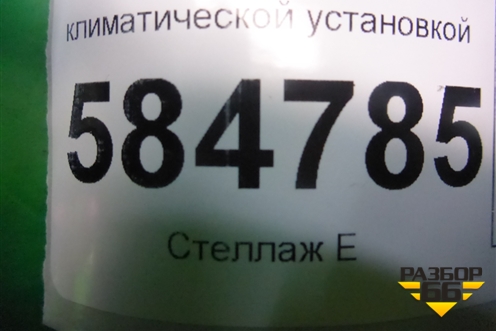 климатической установкой
584785
Стеллаж Е
РАЗБОР
66